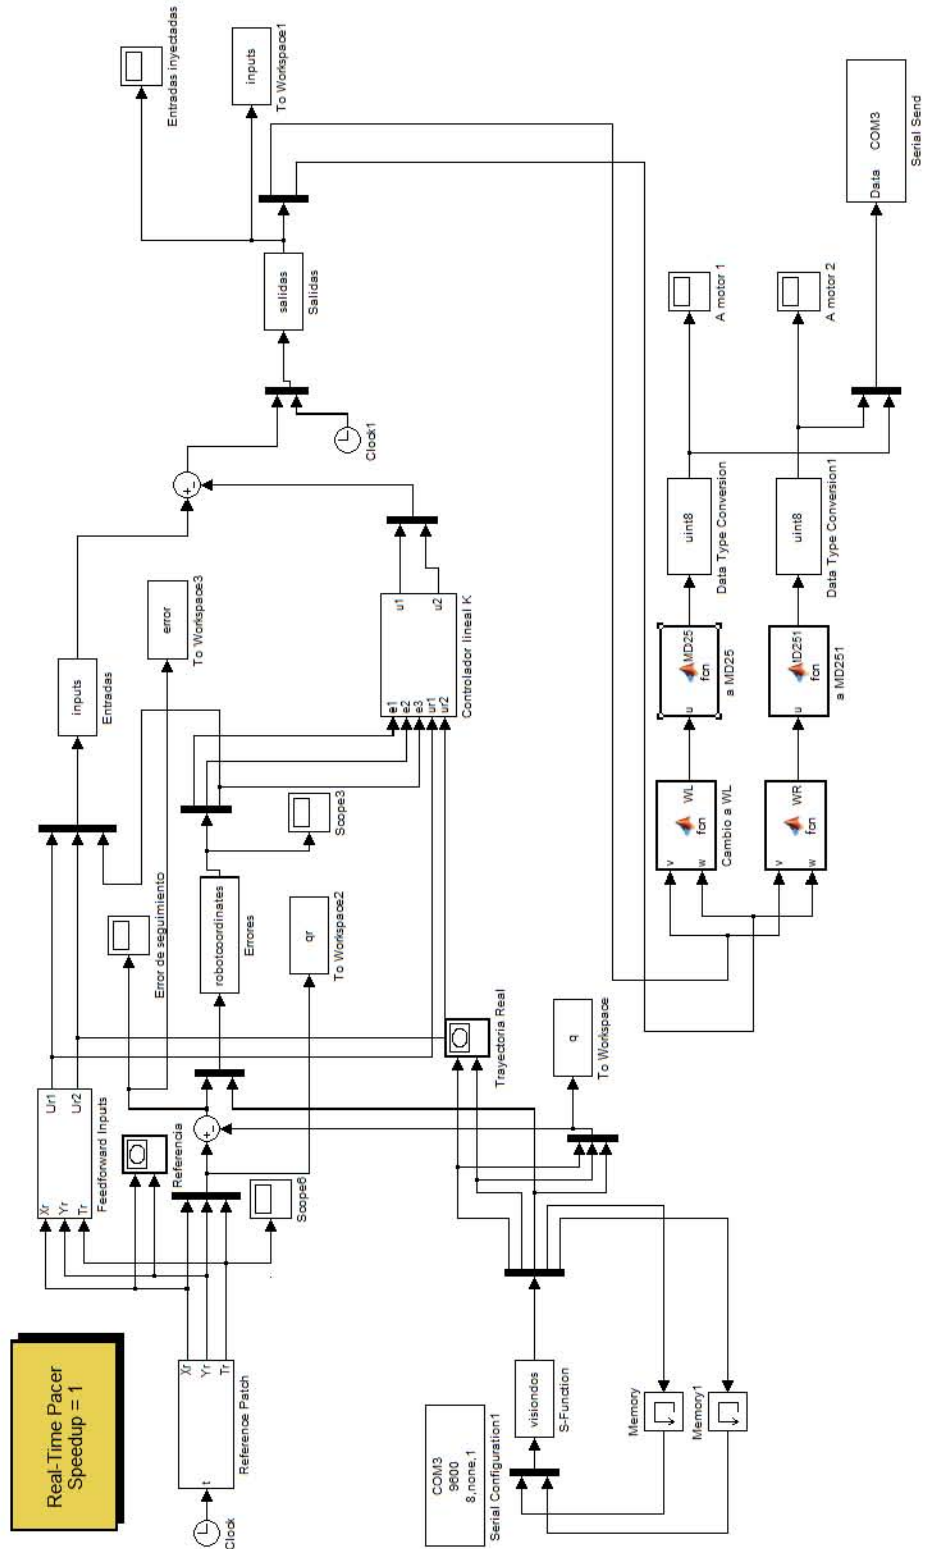 Real-Time Pacer
Speedup = 1
Clock
t
Xr
Yr
Tr
Reference Patch
Xr
Yr
Tr
Ur1
Ur2
Feedforward Inputs
Referencia
Scope6
Error de seguimiento
qr
To Workspace2
robotcoordinates
Errores
Scope3
inputs
Entradas
error
To Workspace3
e1
e2
e3
ur1
ur2
u1
u2
Controlador lineal K
Clock1
salidas
Salidas
Entradas inyectadas
inputs
To Workspace1
COM3
9600
8,none,1
Serial Configuration1
visiondos
S-Function
Memory
Memory1
Trayectoria Real
q
To Workspace
v
w
WL
fcn
Cambio a WL
v
w
WR
fcn
u
MD25
fcn
a MD25
u
MD251
fcn
a MD251
uint8
Data Type Conversion
uint8
Data Type Conversion1
A motor 1
A motor 2
Data
COM3
Serial Send